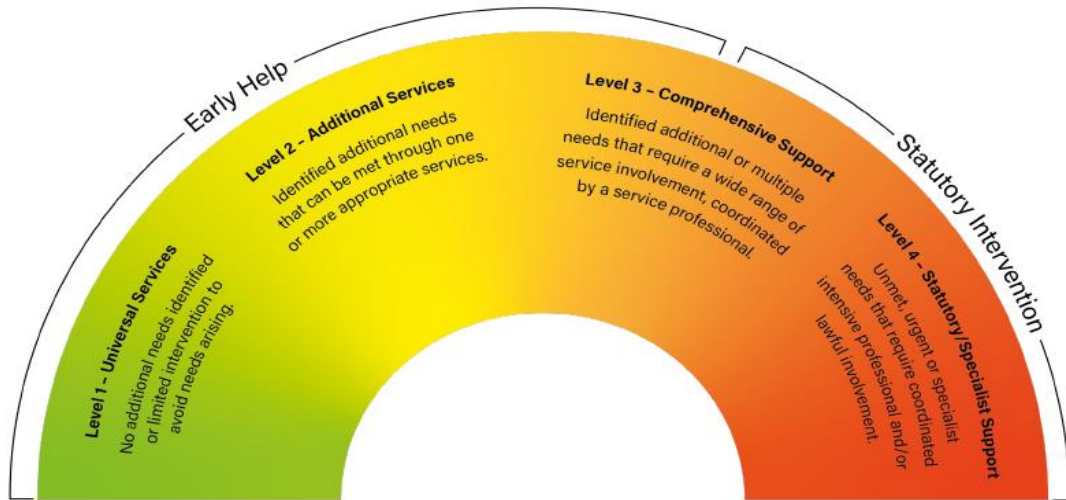 Early Help
Statutory Intervention
Level 1 – Universal Services
No additional needs identified
or limited intervention to
avoid needs arising.
Level 2 – Additional Services
Identified additional needs
that can be met through one
or more appropriate services.
Level 3 – Comprehensive Support
Identified additional or multiple
needs that require a wide range of
service involvement, coordinated
by a service professional.
Level 4 – Statutory/Specialist Support
Unmet, urgent or specialist
needs that require coordinated
intensive professional and/or
lawful involvement.